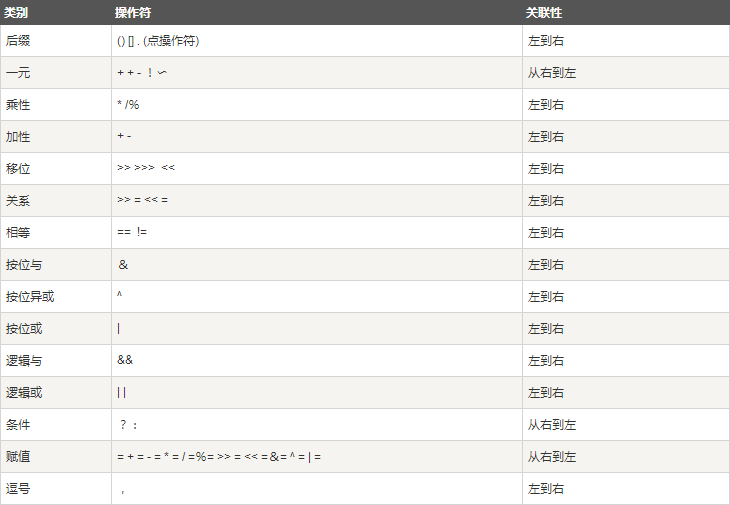 类别 操作符 关联性
后缀 () [] . (点操作符) 左到右
一元 + + - ！〜 从右到左
乘性 * /% 左到右
加性 + - 左到右
移位 >> >>> << 左到右
关系 >> = << = 左到右
相等 == != 左到右
按位与 ＆ 左到右
按位异或 ^ 左到右
按位或 | 左到右
逻辑与 && 左到右
逻辑或 | | 左到右
条件 ？： 从右到左
赋值 = + = - = * = / =％= >> = << =＆= ^ = | = 从右到左
逗号 ， 左到右